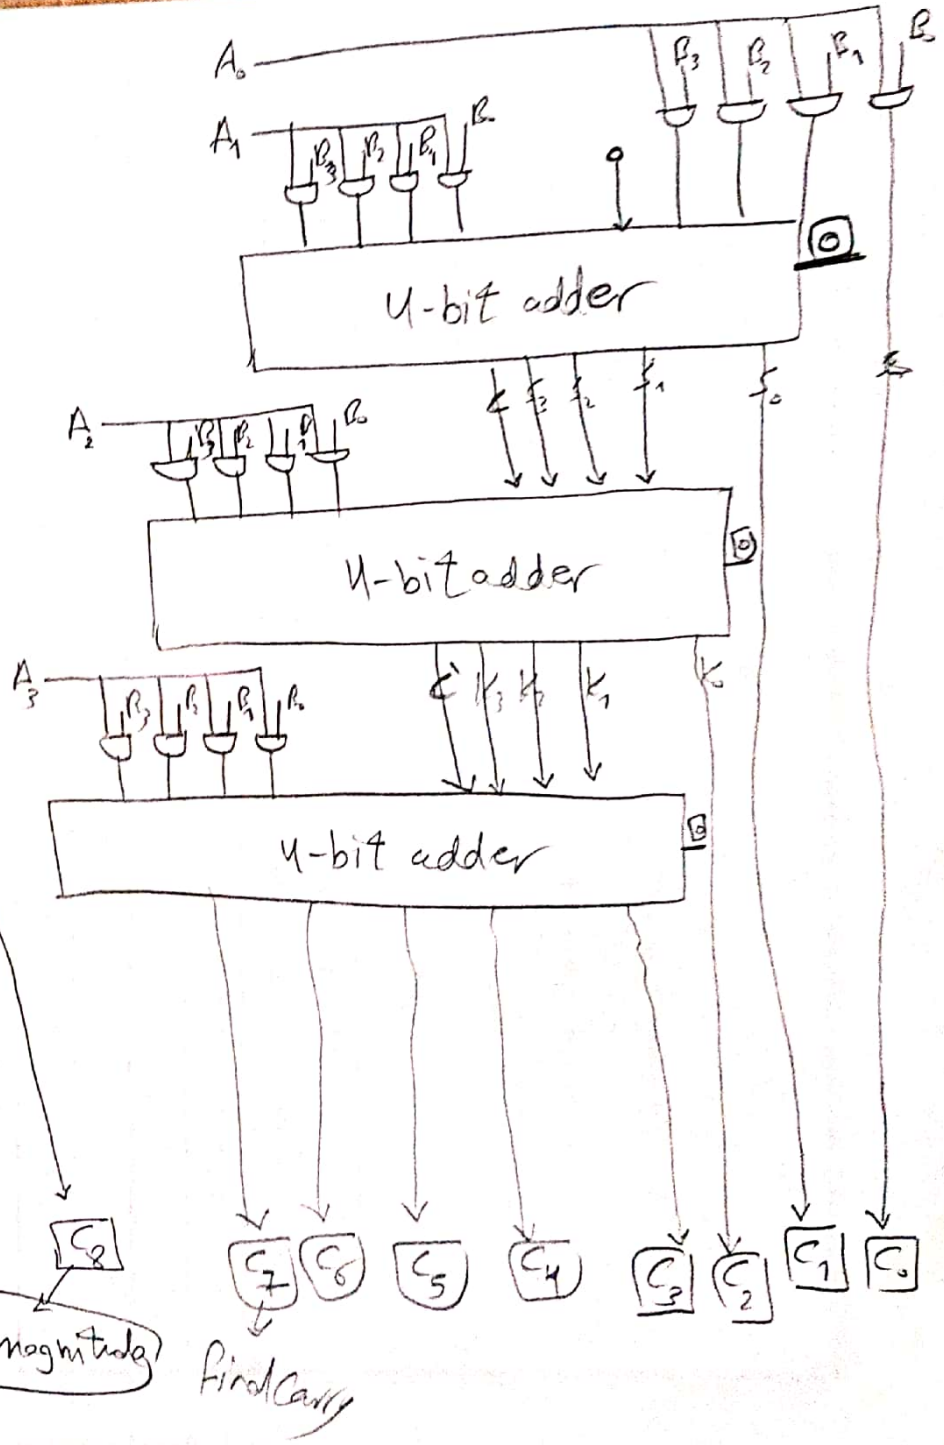 A₀ B₃ B₂ B₁ B₀
A₁ B₃ B₂ B₁ B₀
0
0
4-bit adder
C S₃ S₂ S₁ S₀
A₂ B₃ B₂ B₁ B₀
4-bit adder
0
C' K₃ K₂ K₁ K₀
A₃ B₃ B₂ B₁ B₀
4-bit adder
0
C₈ C₇ C₆ C₅ C₄ C₃ C₂ C₁ C₀
final carry